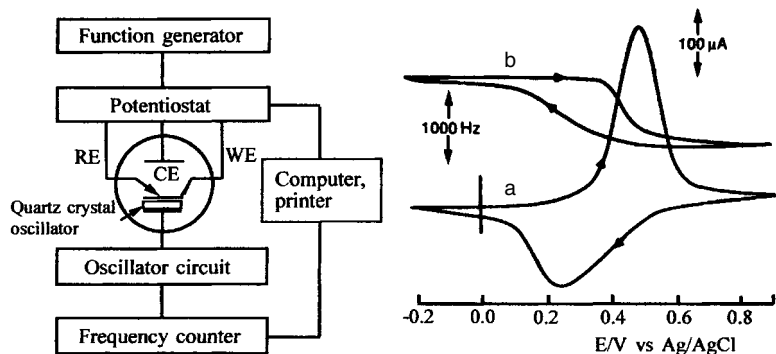 Function generator
Potentiostat
RE
CE
WE
Quartz crystal
oscillator
Computer,
printer
Oscillator circuit
Frequency counter
b
100 µA
1000 Hz
a
-0.2 0.0 0.2 0.4 0.6 0.8
E/V vs Ag/AgCl